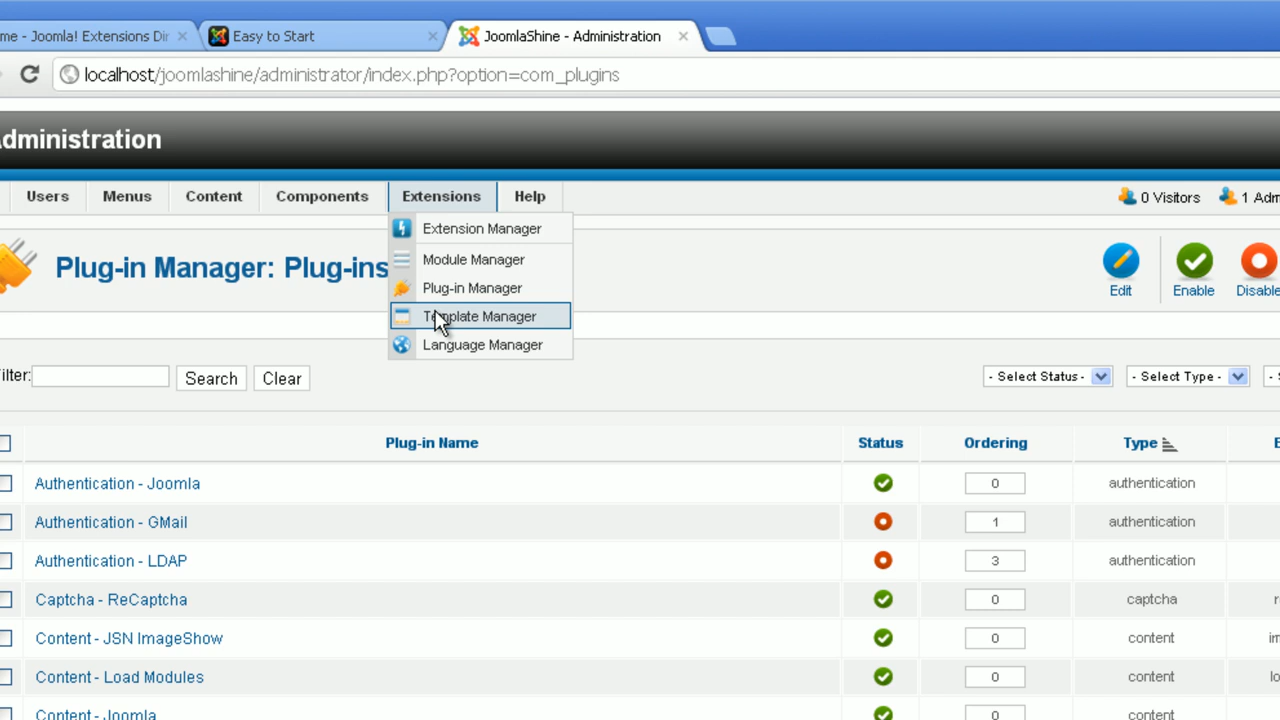 me - Joomla! Extensions Dir
Easy to Start
JoomlaShine - Administration
localhost/joomlashine/administrator/index.php?option=com_plugins
dministration
Users Menus Content Components Extensions Help 0 Visitors 1 Adm
Extension Manager
Module Manager
Plug-in Manager
Template Manager
Language Manager
Plug-in Manager: Plug-ins
Edit Enable Disable
ilter: Search Clear - Select Status - - Select Type - - S
Plug-in Name Status Ordering Type E
Authentication - Joomla 0 authentication
Authentication - GMail 1 authentication
Authentication - LDAP 3 authentication
Captcha - ReCaptcha 0 captcha r
Content - JSN ImageShow 0 content im
Content - Load Modules 0 content lo
Content - Joomla 0 content